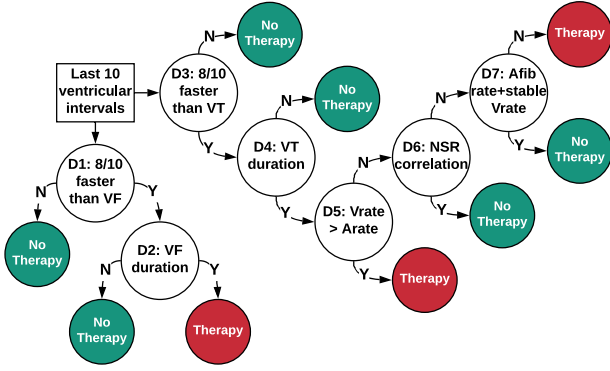 Last 10
ventricular
intervals
D1: 8/10
faster
than VF
N
Y
No
Therapy
D2: VF
duration
N
Y
No
Therapy
Therapy
D3: 8/10
faster
than VT
N
Y
No
Therapy
D4: VT
duration
N
Y
No
Therapy
D5: Vrate
> Arate
N
Y
Therapy
D6: NSR
correlation
N
Y
No
Therapy
D7: Afib
rate+stable
Vrate
N
Y
Therapy
No
Therapy